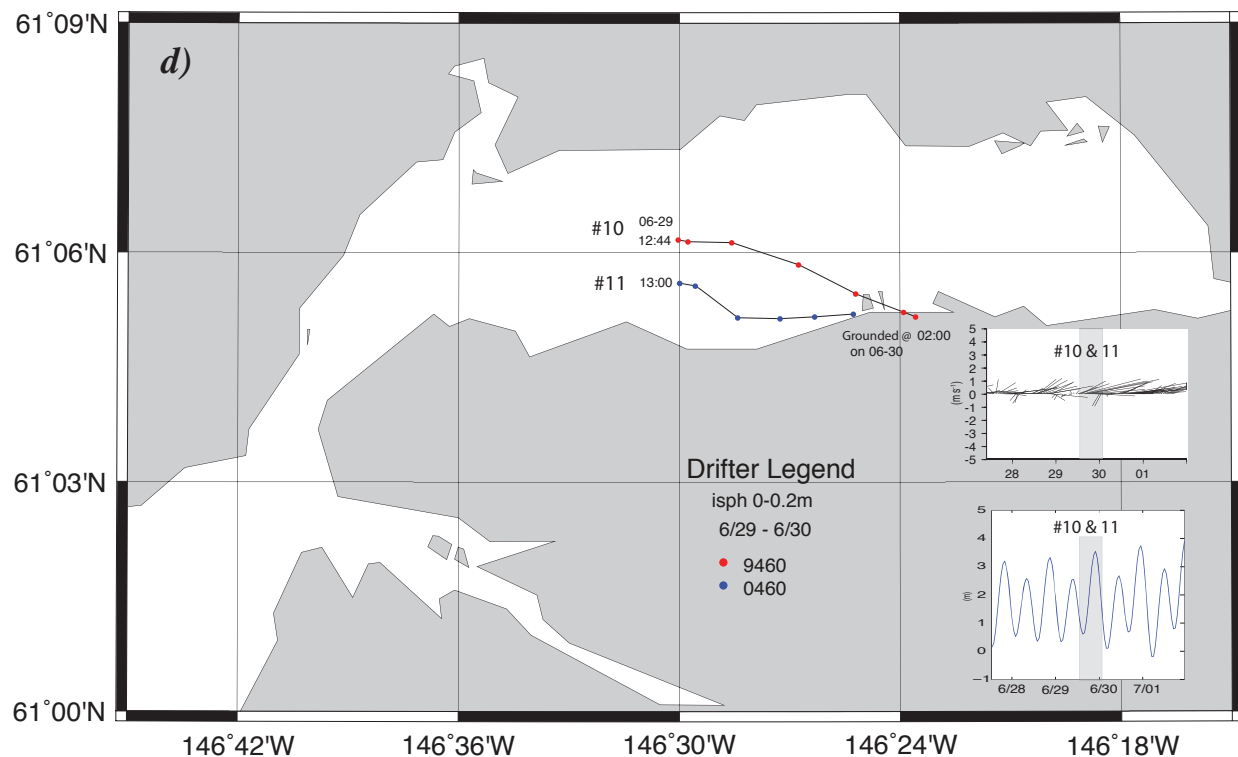 61°09'N
d)
#10
06-29
12:44
61°06'N
#11
13:00
Grounded @ 02:00
on 06-30
5
4
3
2
1
0
-1
-2
-3
-4
-5
(m s⁻¹)
#10 & 11
28
29
30
01
61°03'N
Drifter Legend
isph 0-0.2m
6/29 - 6/30
9460
0460
5
4
3
2
1
0
−1
(m)
#10 & 11
6/28
6/29
6/30
7/01
61°00'N
146°42'W
146°36'W
146°30'W
146°24'W
146°18'W